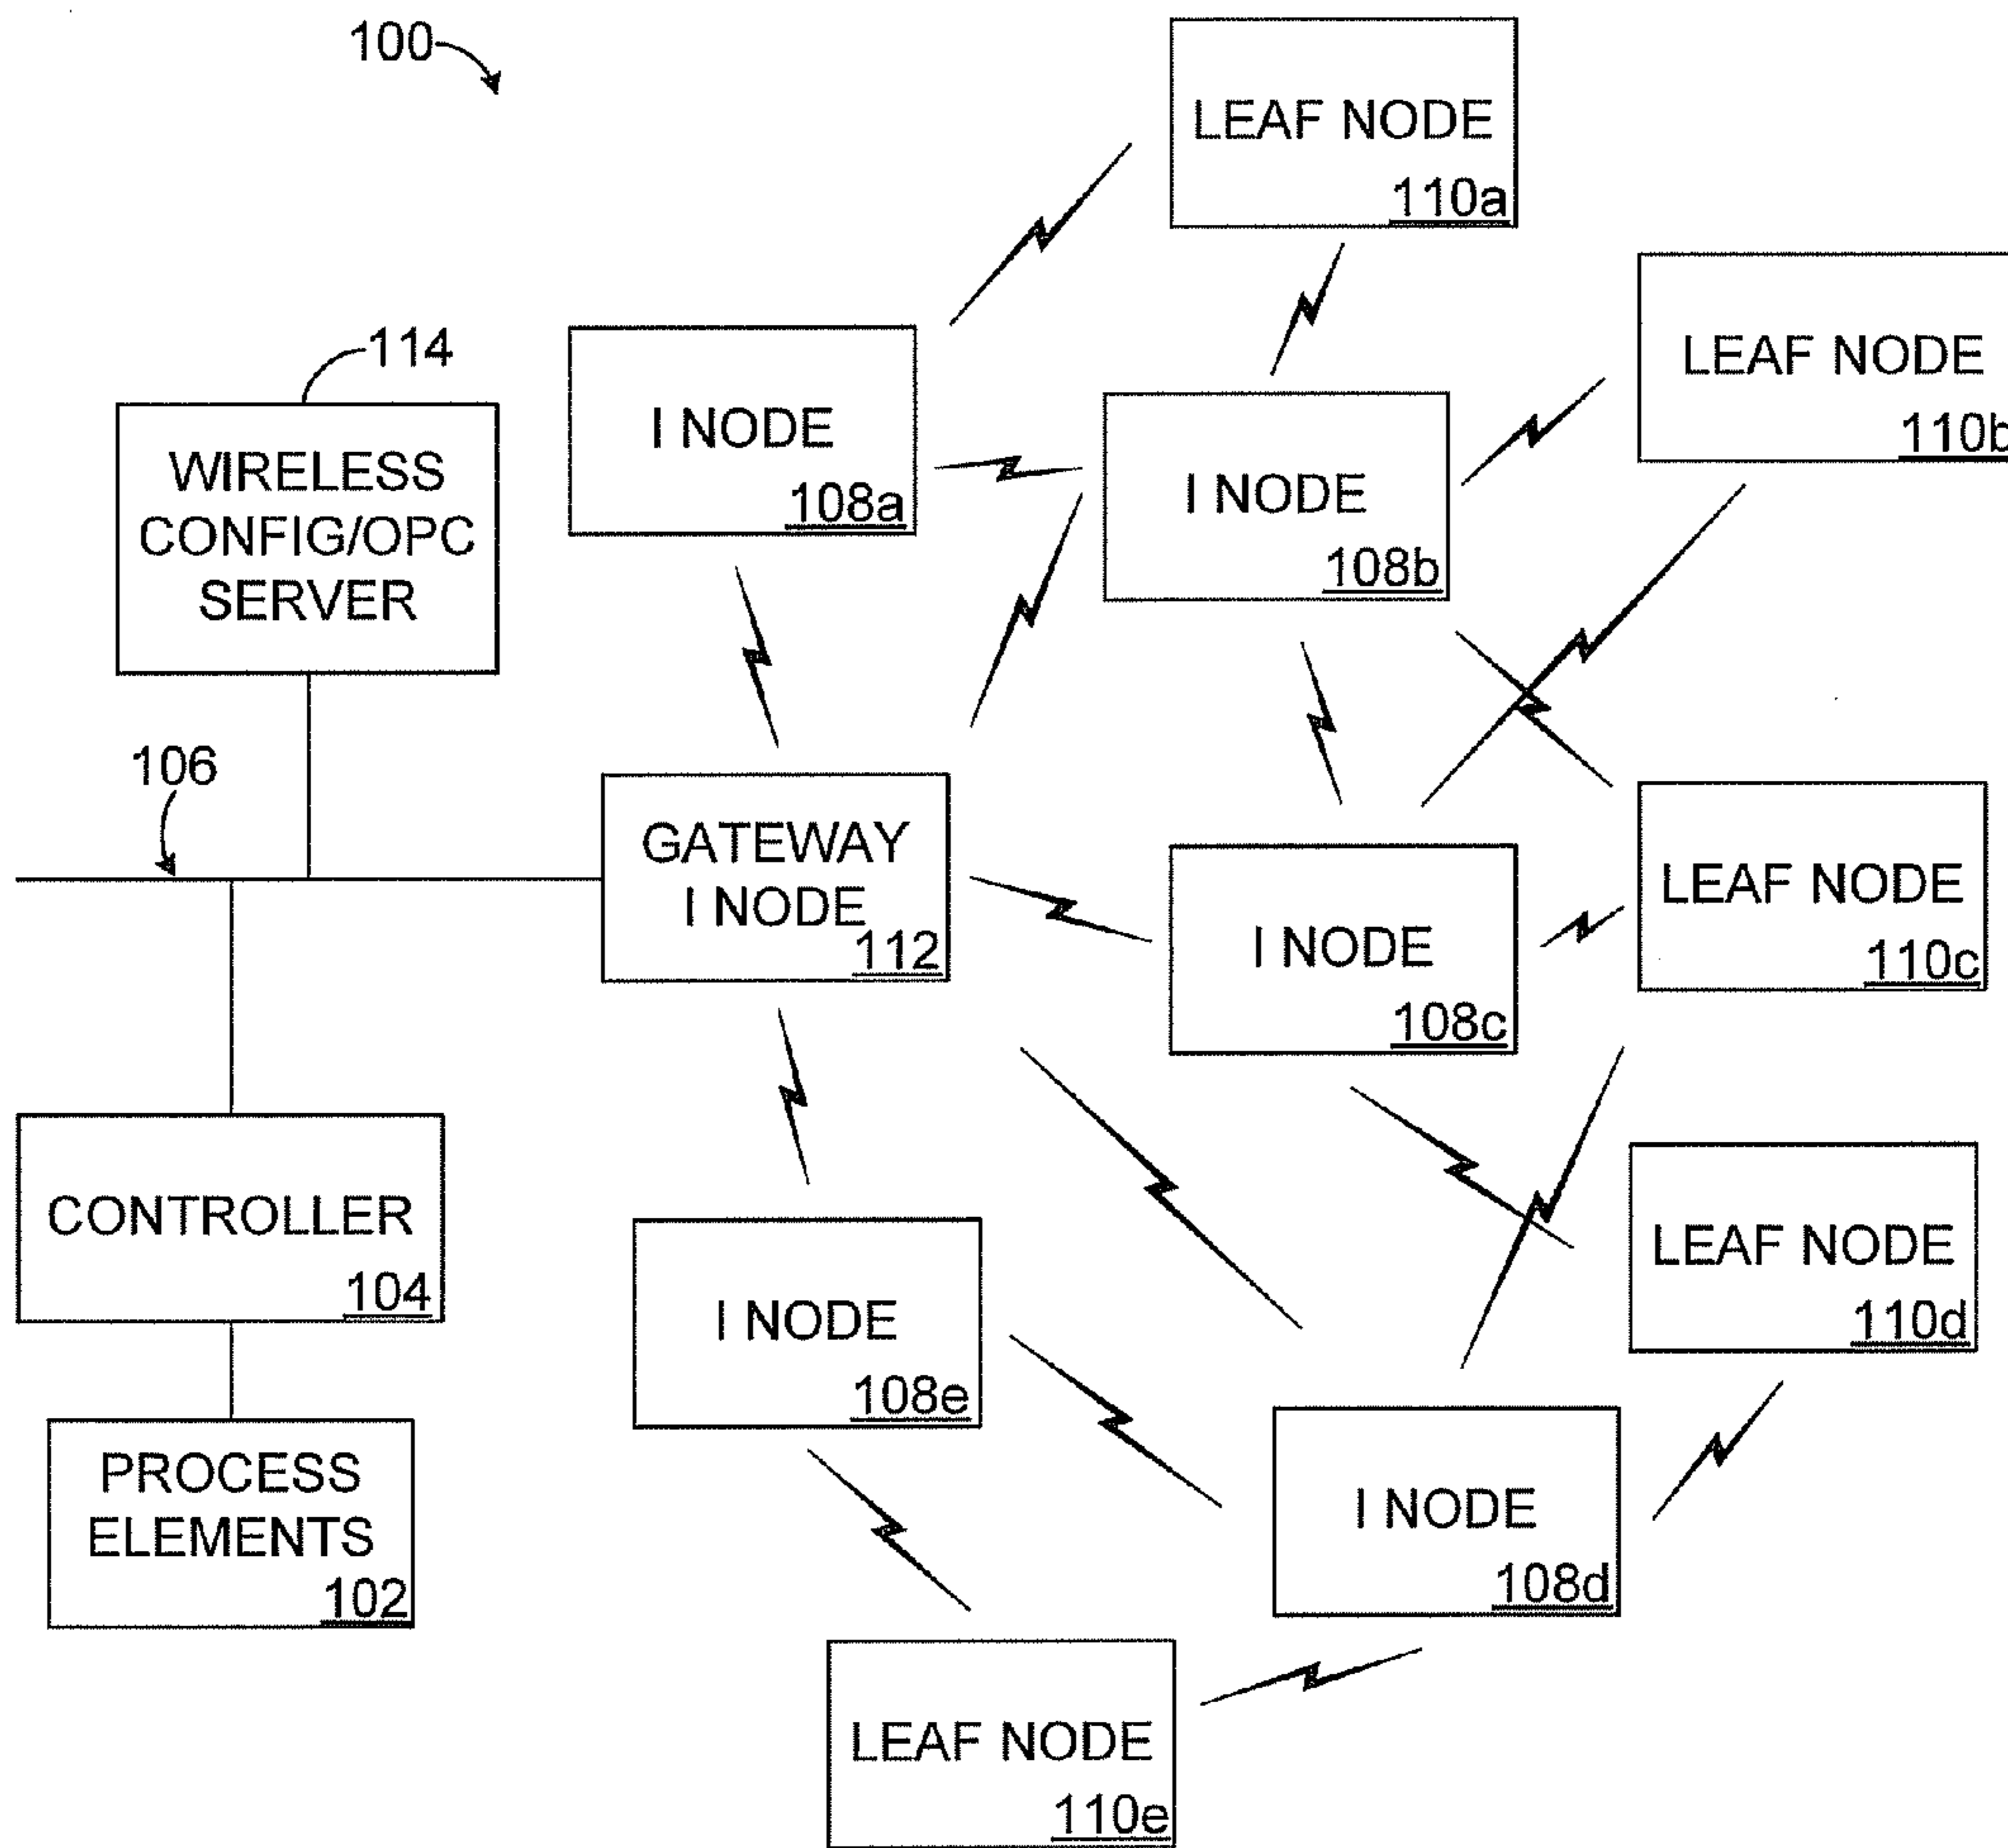 100
LEAF NODE
110a
LEAF NODE
110b
114
WIRELESS
CONFIG/OPC
SERVER
I NODE
108a
I NODE
108b
106
GATEWAY
I NODE
112
I NODE
108c
LEAF NODE
110c
CONTROLLER
104
I NODE
108e
LEAF NODE
110d
PROCESS
ELEMENTS
102
I NODE
108d
LEAF NODE
110e